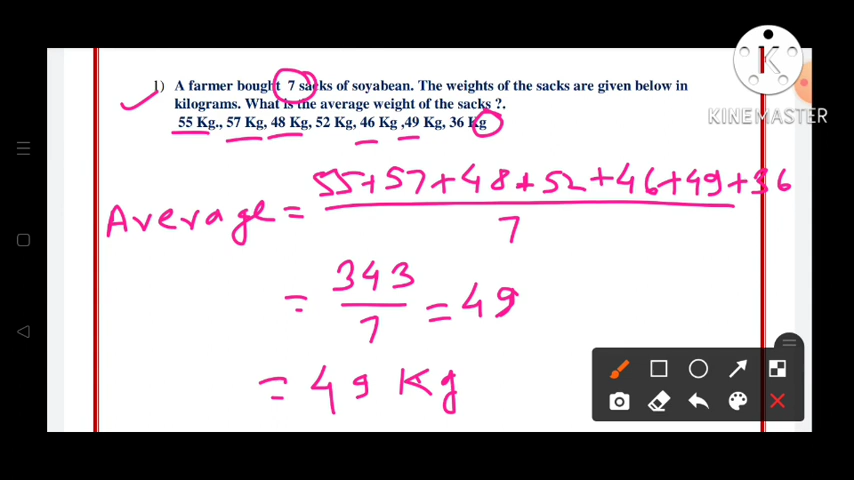 K
KINEMASTER
1) A farmer bought 7 sacks of soyabean. The weights of the sacks are given below in
kilograms. What is the average weight of the sacks ?.
55 Kg., 57 Kg, 48 Kg, 52 Kg, 46 Kg ,49 Kg, 36 Kg
Average = 55+57+48+52+46+49+36
7
= 343
7
= 49
= 49 Kg